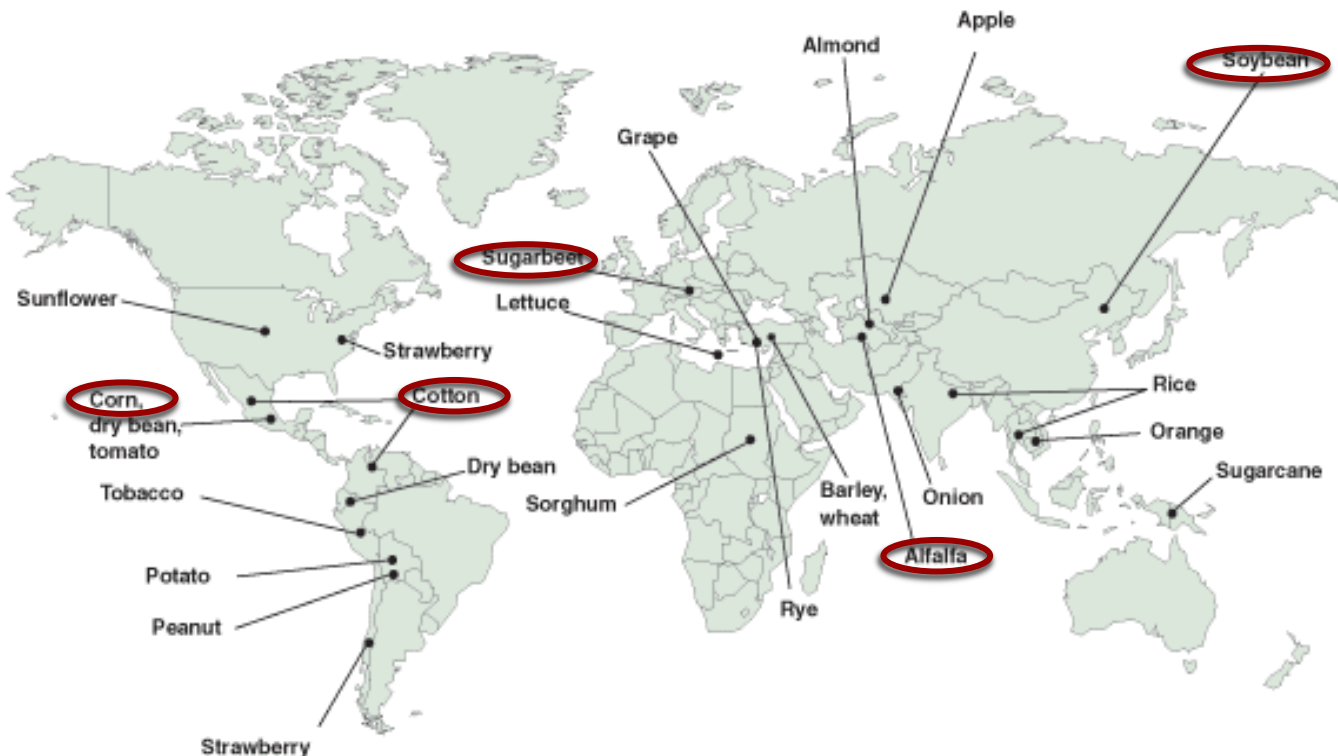 Apple
Almond
Soybean
Grape
Sugarbeet
Sunflower
Lettuce
Strawberry
Corn,
dry bean,
tomato
Cotton
Rice
Orange
Dry bean
Sugarcane
Tobacco
Sorghum
Barley,
wheat
Onion
Alfalfa
Potato
Rye
Peanut
Strawberry